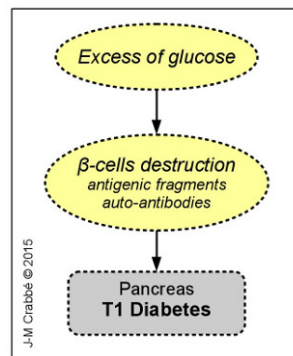 Excess of glucose
β-cells destruction
antigenic fragments
auto-antibodies
Pancreas
T1 Diabetes
J-M Crabbé © 2015